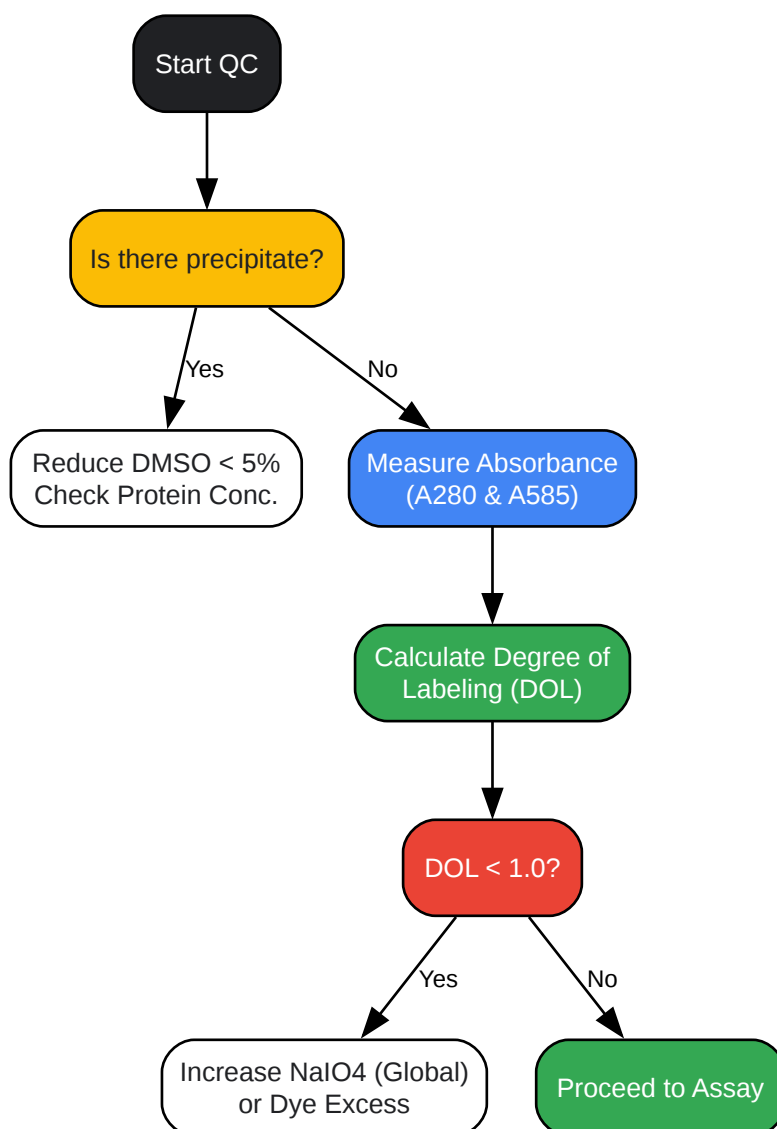 Start QC
Is there precipitate?
Yes
No
Reduce DMSO < 5%
Check Protein Conc.
Measure Absorbance
(A280 & A585)
Calculate Degree of
Labeling (DOL)
DOL < 1.0?
Yes
No
Increase NaIO4 (Global)
or Dye Excess
Proceed to Assay